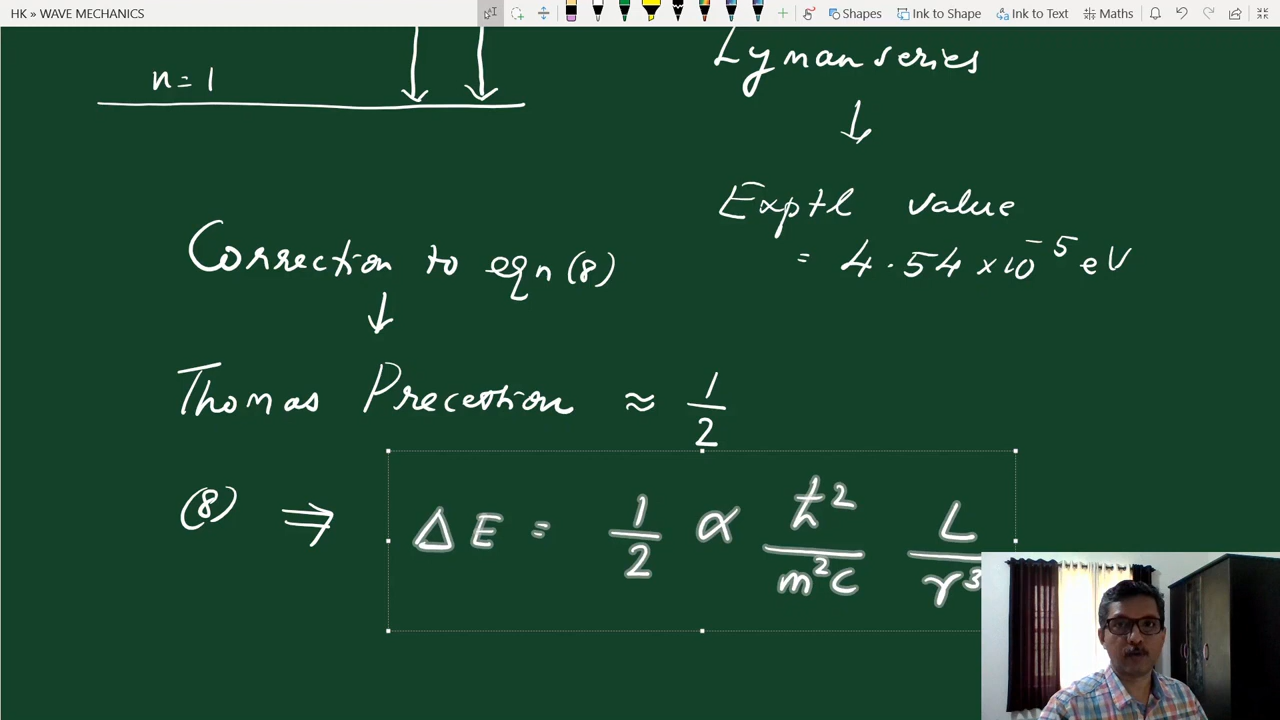 HK » WAVE MECHANICS
Shapes
Ink to Shape
Ink to Text
Maths
n = 1
Lyman series
↓
Exptl value
= 4.54 × 10⁻⁵ eV
Correction to eqn (8)
↓
Thomas Precession ≈ 1/2
(8) ⇒ ΔE = 1/2 α ħ²/m²c L/r³